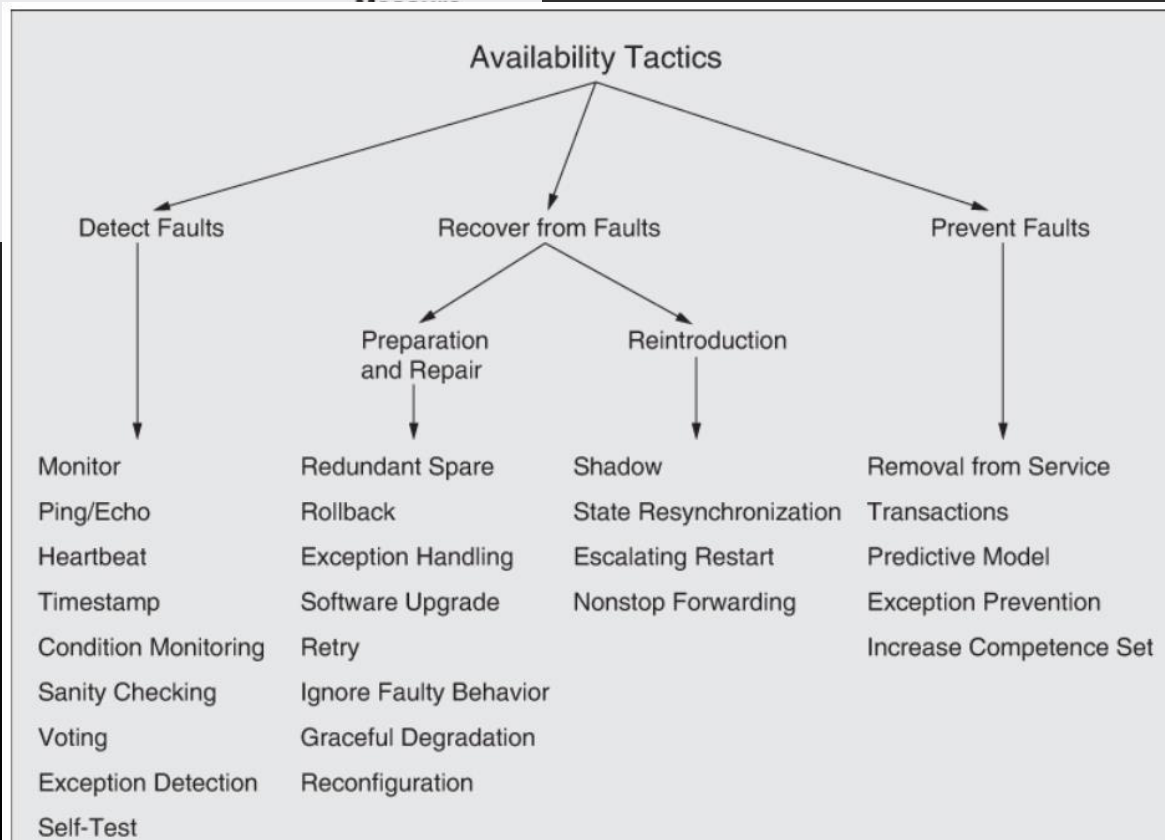 Availability Tactics
Detect Faults
Recover from Faults
Prevent Faults
Preparation
and Repair
Reintroduction
Monitor
Ping/Echo
Heartbeat
Timestamp
Condition Monitoring
Sanity Checking
Voting
Exception Detection
Self-Test
Redundant Spare
Rollback
Exception Handling
Software Upgrade
Retry
Ignore Faulty Behavior
Graceful Degradation
Reconfiguration
Shadow
State Resynchronization
Escalating Restart
Nonstop Forwarding
Removal from Service
Transactions
Predictive Model
Exception Prevention
Increase Competence Set